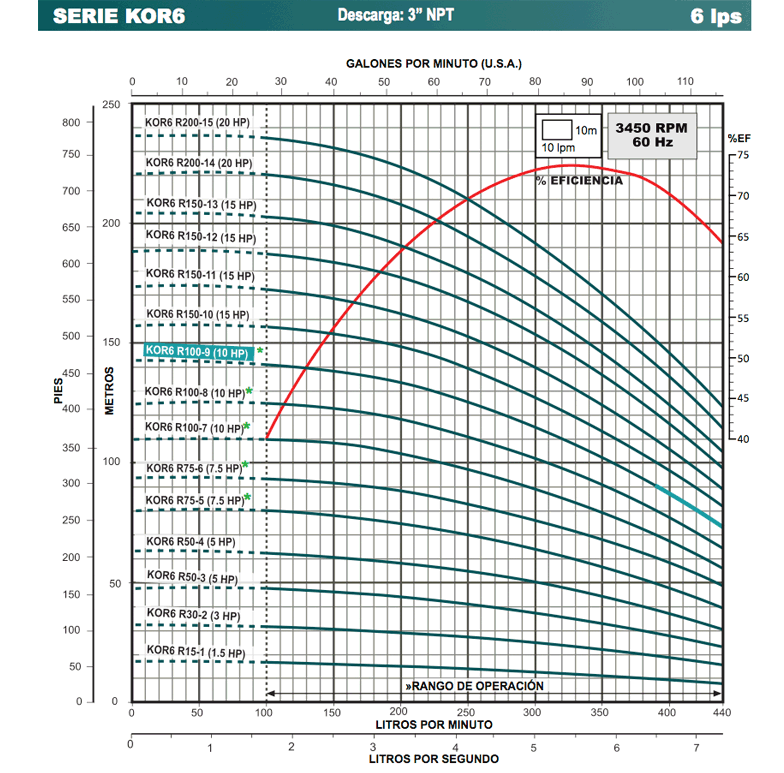 SERIE KOR6 Descarga: 3” NPT 6 lps
GALONES POR MINUTO (U.S.A.)
0 10 20 30 40 50 60 70 80 90 100 110
250
800
750
700
650
600
550
500
450
400
350
300
250
200
150
100
50
0
PIES
METROS
200
150
100
50
0
KOR6 R200-15 (20 HP)
KOR6 R200-14 (20 HP)
KOR6 R150-13 (15 HP)
KOR6 R150-12 (15 HP)
KOR6 R150-11 (15 HP)
KOR6 R150-10 (15 HP)
KOR6 R100-9 (10 HP) *
KOR6 R100-8 (10 HP)*
KOR6 R100-7 (10 HP)*
KOR6 R75-6 (7.5 HP)*
KOR6 R75-5 (7.5 HP)*
KOR6 R50-4 (5 HP)
KOR6 R50-3 (5 HP)
KOR6 R30-2 (3 HP)
KOR6 R15-1 (1.5 HP)
10m
10 lpm
3450 RPM
60 Hz
% EFICIENCIA
%EF
75
70
65
60
55
50
45
40
»RANGO DE OPERACIÓN
0 50 100 150 200 250 300 350 400 440
LITROS POR MINUTO
0 1 2 3 4 5 6 7
LITROS POR SEGUNDO